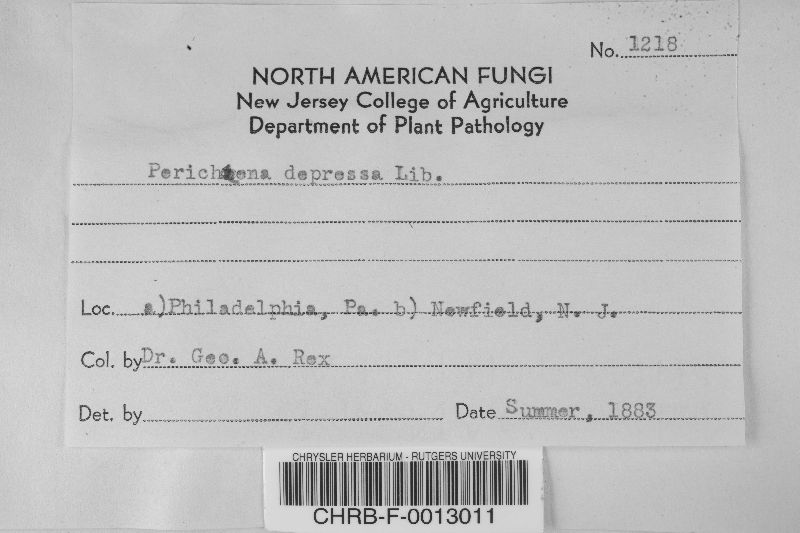 No. 1218
NORTH AMERICAN FUNGI
New Jersey College of Agriculture
Department of Plant Pathology
Perichaena depressa Lib.
Loc. a)Philadelphia, Pa. b) Newfield, N. J.
Col. by Dr. Geo. A. Rex
Det. by
Date Summer, 1883
CHRYSLER HERBARIUM - RUTGERS UNIVERSITY
CHRB-F-0013011